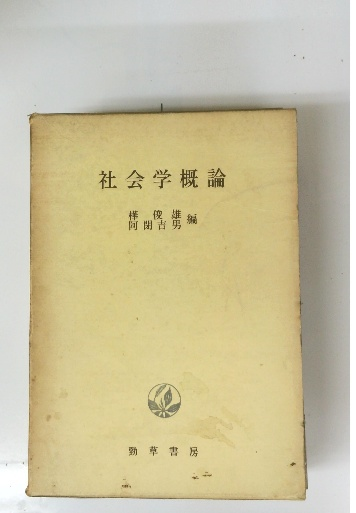 社会学概論
樺俊雄
阿閉吉男 編
勁草書房